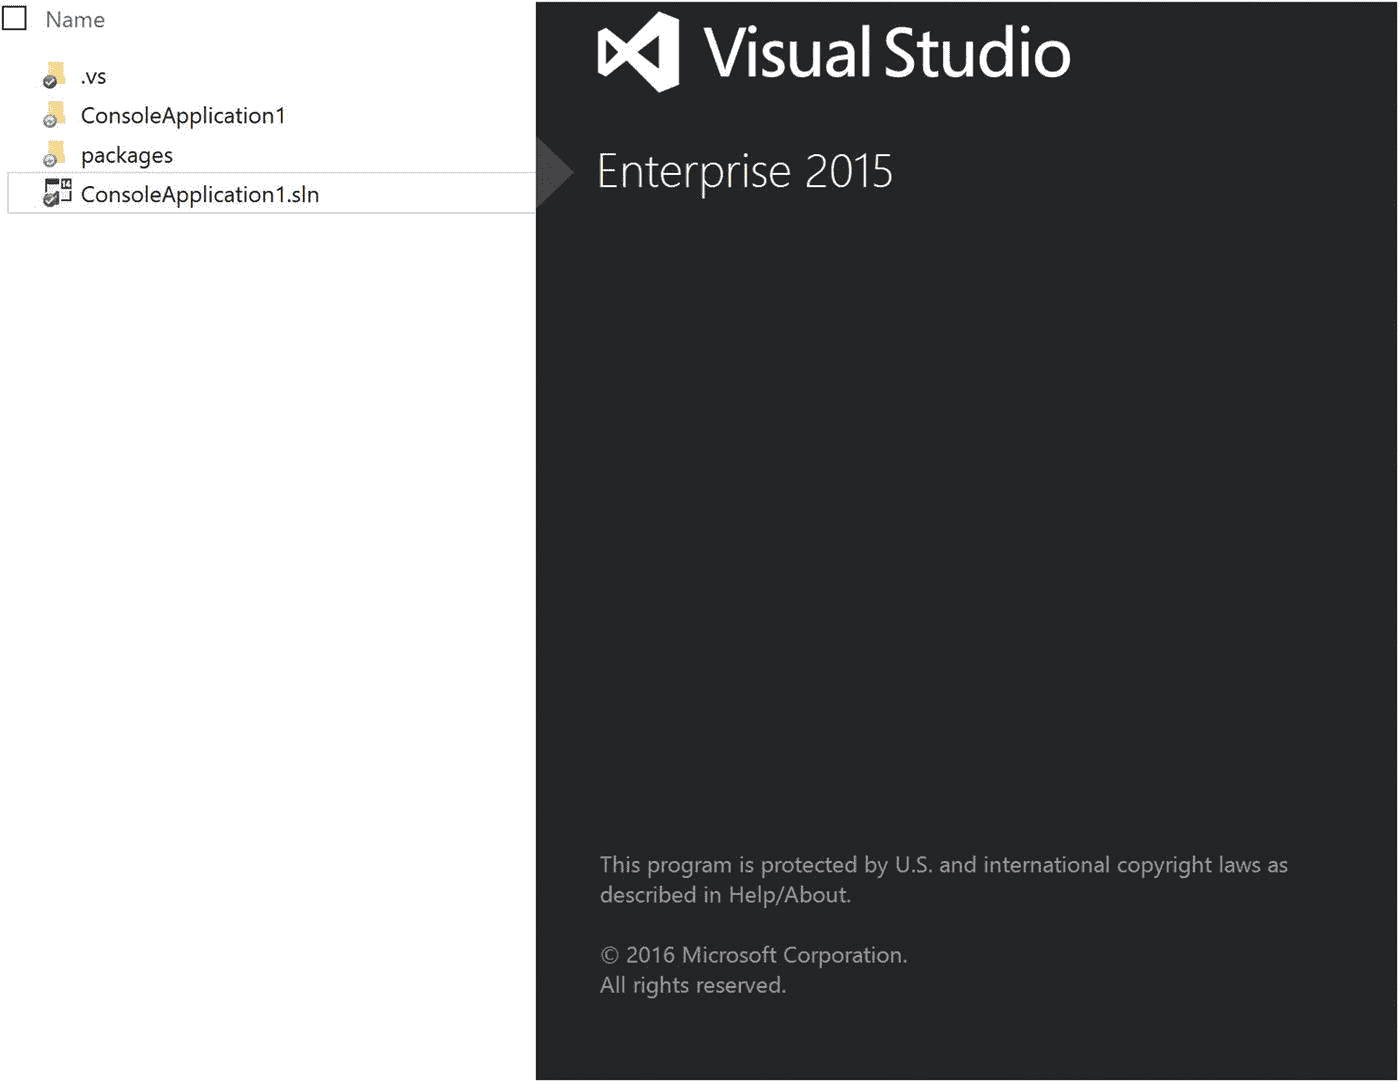 Name
.vs
ConsoleApplication1
packages
14
ConsoleApplication1.sln
Visual Studio
Enterprise 2015
This program is protected by U.S. and international copyright laws as
described in Help/About.
© 2016 Microsoft Corporation.
All rights reserved.